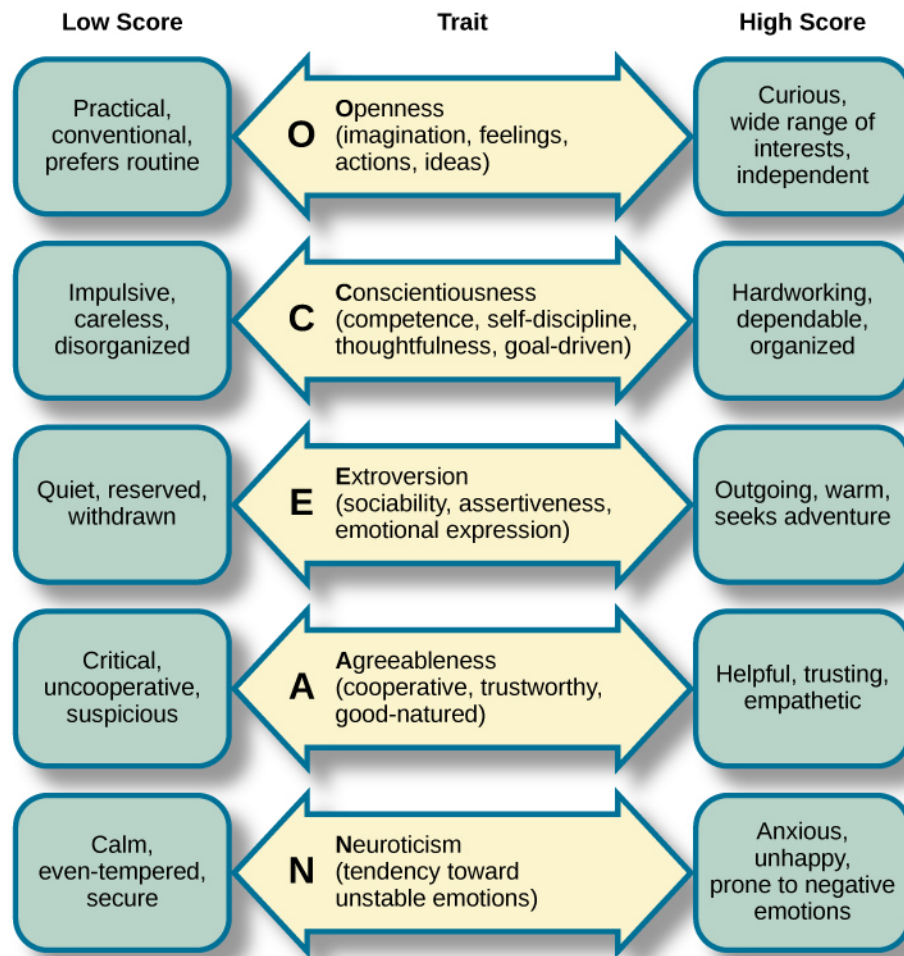 Low Score
Trait
High Score
Practical,
conventional,
prefers routine
O
Openness
(imagination, feelings,
actions, ideas)
Curious,
wide range of
interests,
independent
Impulsive,
careless,
disorganized
C
Conscientiousness
(competence, self-discipline,
thoughtfulness, goal-driven)
Hardworking,
dependable,
organized
Quiet, reserved,
withdrawn
E
Extroversion
(sociability, assertiveness,
emotional expression)
Outgoing, warm,
seeks adventure
Critical,
uncooperative,
suspicious
A
Agreeableness
(cooperative, trustworthy,
good-natured)
Helpful, trusting,
empathetic
Calm,
even-tempered,
secure
N
Neuroticism
(tendency toward
unstable emotions)
Anxious,
unhappy,
prone to negative
emotions